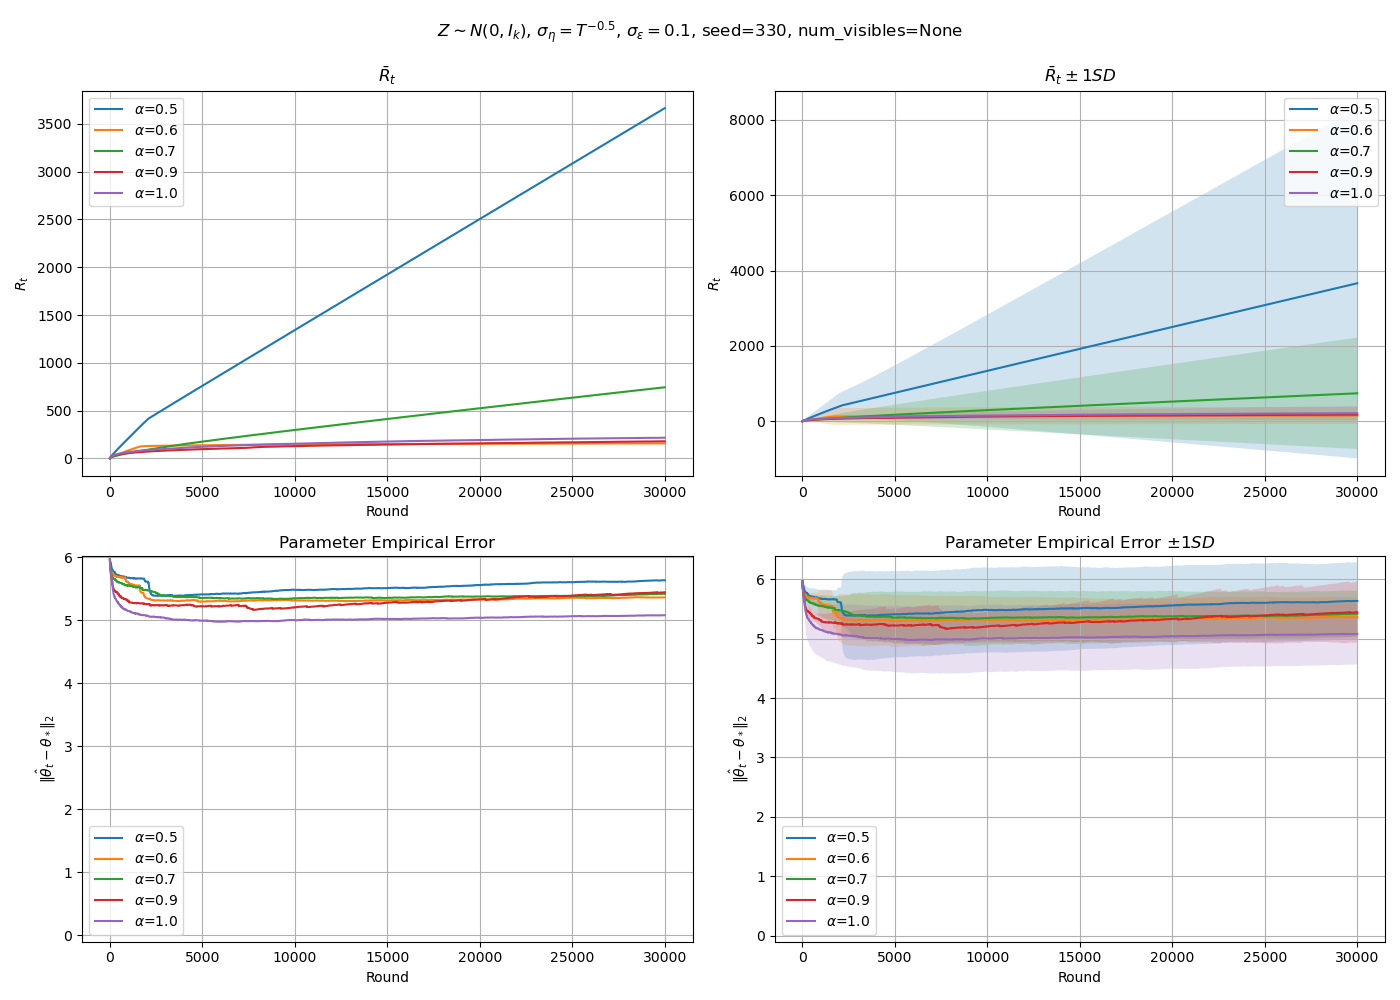 Z ~ N(0, I_k), σ_η = T^{−0.5}, σ_ε = 0.1, seed=330, num_visibles=None
R̄_t
3500
3000
2500
2000
1500
1000
500
0
R_t
0 5000 10000 15000 20000 25000 30000
Round
α=0.5
α=0.6
α=0.7
α=0.9
α=1.0
R̄_t ± 1SD
8000
6000
4000
2000
0
R_t
0 5000 10000 15000 20000 25000 30000
Round
α=0.5
α=0.6
α=0.7
α=0.9
α=1.0
Parameter Empirical Error
6
5
4
3
2
1
0
‖θ̂_t − θ_*‖_2
0 5000 10000 15000 20000 25000 30000
Round
α=0.5
α=0.6
α=0.7
α=0.9
α=1.0
Parameter Empirical Error ±1SD
6
5
4
3
2
1
0
‖θ̂_t − θ_*‖_2
0 5000 10000 15000 20000 25000 30000
Round
α=0.5
α=0.6
α=0.7
α=0.9
α=1.0